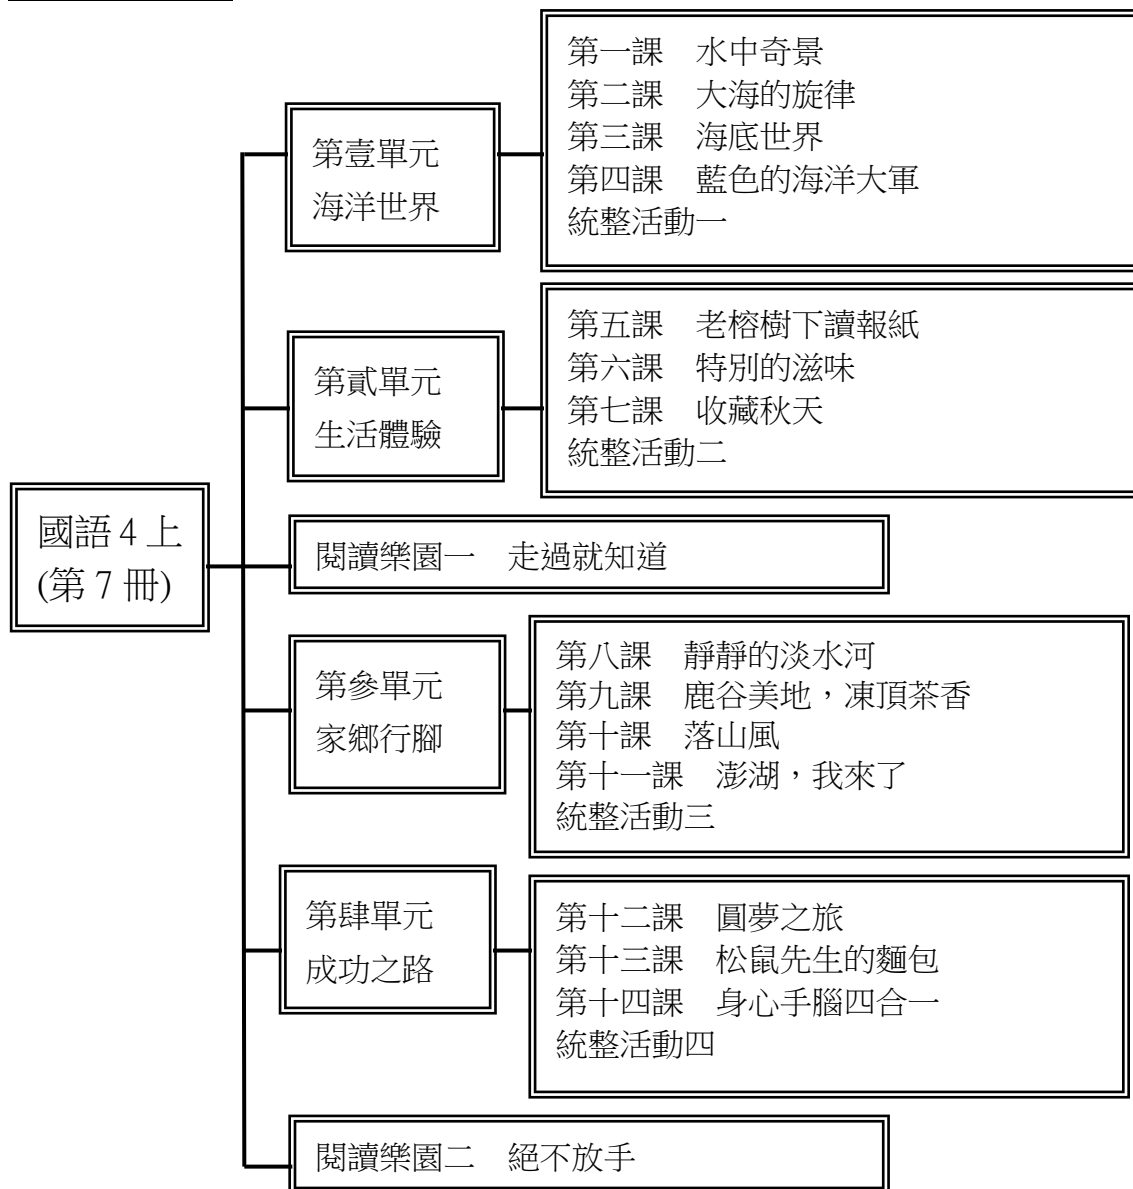 國語 4 上
(第 7 冊)
第壹單元
海洋世界
第一課　水中奇景
第二課　大海的旋律
第三課　海底世界
第四課　藍色的海洋大軍
統整活動一
第貳單元
生活體驗
第五課　老榕樹下讀報紙
第六課　特別的滋味
第七課　收藏秋天
統整活動二
閱讀樂園一　走過就知道
第參單元
家鄉行腳
第八課　靜靜的淡水河
第九課　鹿谷美地，凍頂茶香
第十課　落山風
第十一課　澎湖，我來了
統整活動三
第肆單元
成功之路
第十二課　圓夢之旅
第十三課　松鼠先生的麵包
第十四課　身心手腦四合一
統整活動四
閱讀樂園二　絕不放手